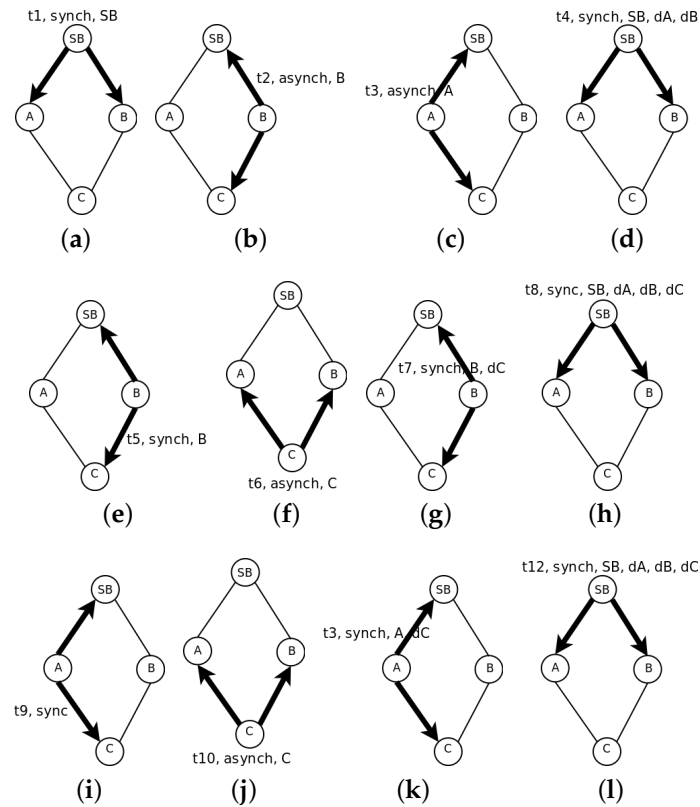 t1, synch, SB
SB
A
B
C
(a)
SB
t2, asynch, B
A
B
C
(b)
SB
t3, asynch, A
A
B
C
(c)
t4, synch, SB, dA, dB
SB
A
B
C
(d)
SB
A
B
t5, synch, B
C
(e)
SB
A
B
C
t6, asynch, C
(f)
SB
t7, synch, B, dC
A
B
C
(g)
t8, sync, SB, dA, dB, dC
SB
A
B
C
(h)
SB
A
B
t9, sync
C
(i)
SB
A
B
C
t10, asynch, C
(j)
SB
t3, synch, A, dC
A
B
C
(k)
t12, synch, SB, dA, dB, dC
SB
A
B
C
(l)